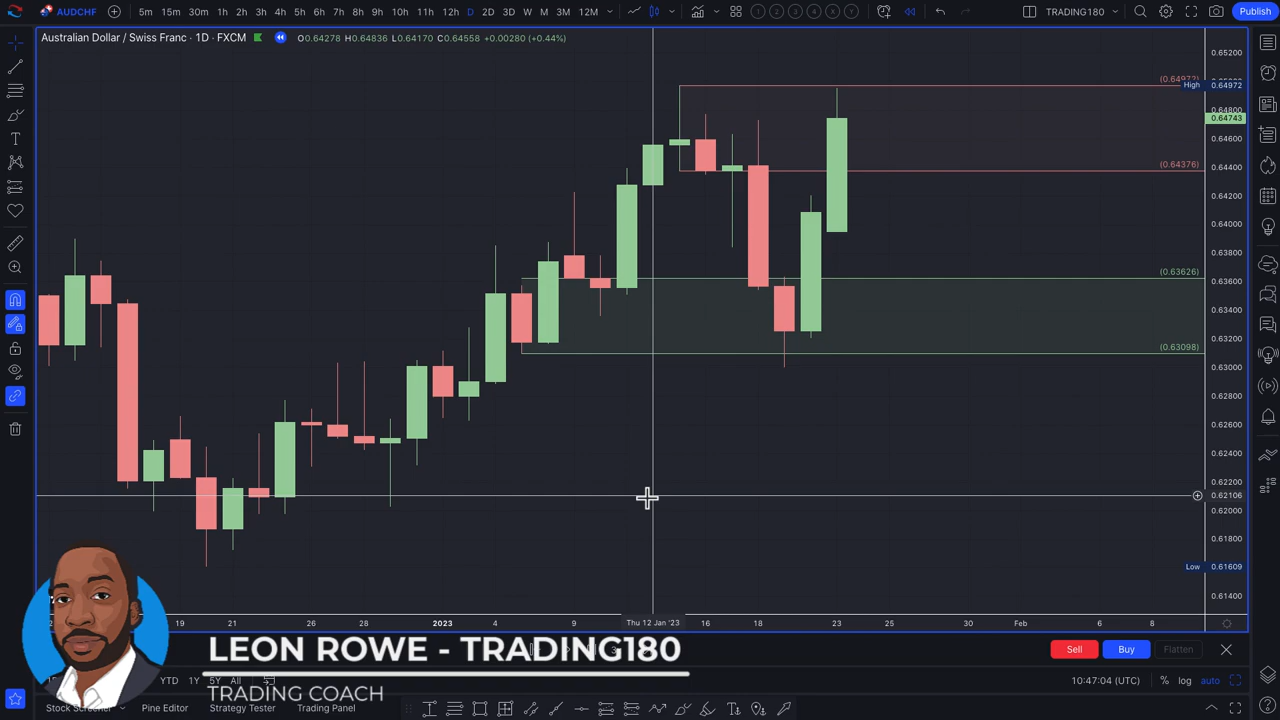 AUDCHF 5m 15m 30m 1h 2h 3h 4h 5h 6h 7h 8h 9h 10h 11h 12h D 2D 3D W M 3M 12M TRADING180 Publish
Australian Dollar / Swiss Franc · 1D · FXCM O0.64278 H0.64836 L0.64170 C0.64558 +0.00280 (+0.44%)
0.65200
(0.64972)
High 0.64972
0.64800
0.64743
0.64600
(0.64376)
0.64400
0.64200
0.64000
0.63800
(0.63626)
0.63600
0.63400
(0.63098)
0.63200
0.63000
0.62800
0.62600
0.62400
0.62200
0.62106
0.62000
0.61800
Low 0.61609
0.61400
19 26 28 2023 4 9 Thu 12 Jan '23 16 18 23 25 30 Feb 6 8
LEON ROWE - TRADING180
Sell Buy Flatten
TRADING COACH
YTD 1Y 5Y All
10:47:04 (UTC) % log auto
Stock Screener Pine Editor Strategy Tester Trading Panel